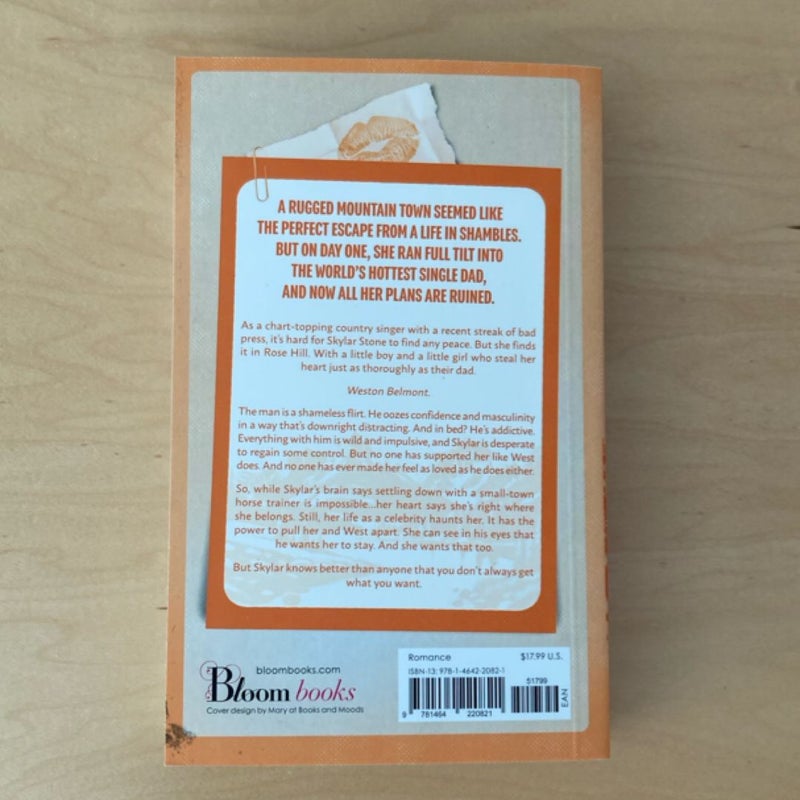 A RUGGED MOUNTAIN TOWN SEEMED LIKE
THE PERFECT ESCAPE FROM A LIFE IN SHAMBLES.
BUT ON DAY ONE, SHE RAN FULL TILT INTO
THE WORLD'S HOTTEST SINGLE DAD,
AND NOW ALL HER PLANS ARE RUINED.
As a chart-topping country singer with a recent streak of bad
press, it's hard for Skylar Stone to find any peace. But she finds
it in Rose Hill. With a little boy and a little girl who steal her
heart just as thoroughly as their dad.
Weston Belmont.
The man is a shameless flirt. He oozes confidence and masculinity
in a way that's downright distracting. And in bed? He's addictive.
Everything with him is wild and impulsive, and Skylar is desperate
to regain some control. But no one has supported her like West
does. And no one has ever made her feel as loved as he does either.
So, while Skylar's brain says settling down with a small-town
horse trainer is impossible...her heart says she's right where
she belongs. Still, her life as a celebrity haunts her. It has the
power to pull her and West apart. She can see in his eyes that
he wants her to stay. And she wants that too.
But Skylar knows better than anyone that you don't always get
what you want.
bloombooks.com
Bloom books
Cover design by Mary at Books and Moods
Romance $17.99 U.S.
ISBN-13: 978-1-4642-2082-1
51799
EAN
9 781464 220821